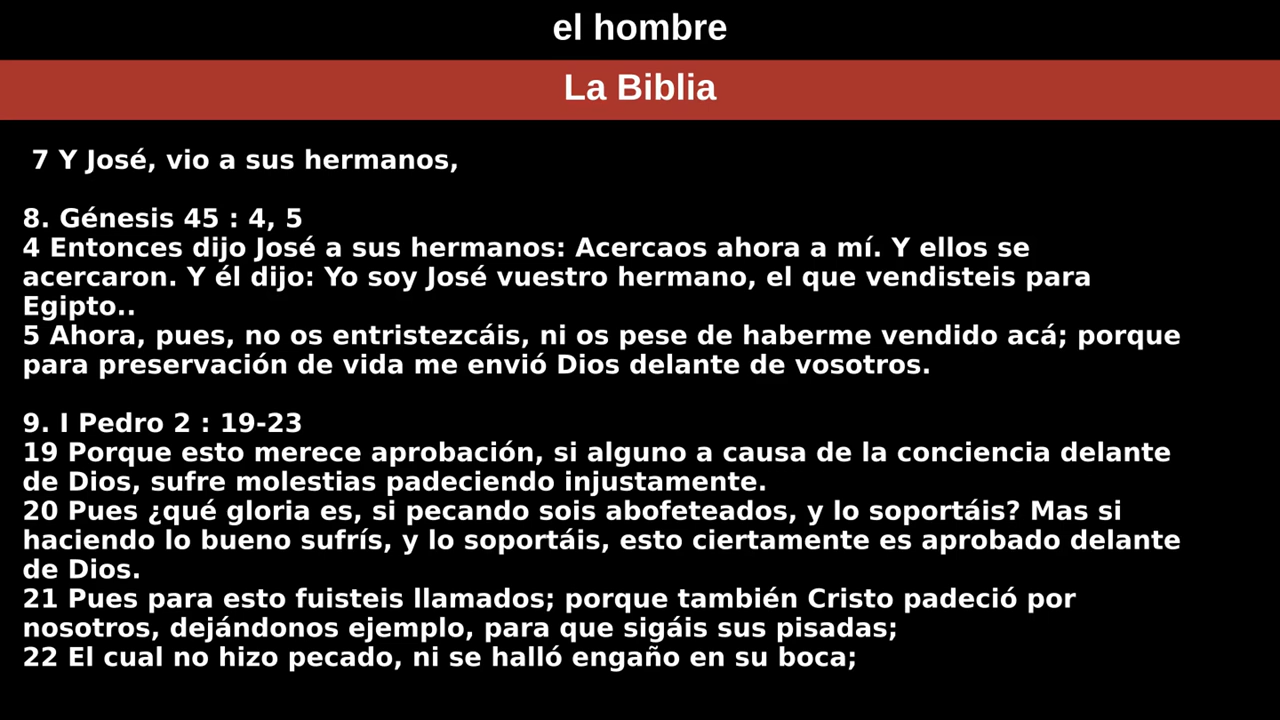 el hombre
La Biblia
7 Y José, vio a sus hermanos,
8. Génesis 45 : 4, 5
4 Entonces dijo José a sus hermanos: Acercaos ahora a mí. Y ellos se
acercaron. Y él dijo: Yo soy José vuestro hermano, el que vendisteis para
Egipto..
5 Ahora, pues, no os entristezcáis, ni os pese de haberme vendido acá; porque
para preservación de vida me envió Dios delante de vosotros.
9. I Pedro 2 : 19-23
19 Porque esto merece aprobación, si alguno a causa de la conciencia delante
de Dios, sufre molestias padeciendo injustamente.
20 Pues ¿qué gloria es, si pecando sois abofeteados, y lo soportáis? Mas si
haciendo lo bueno sufrís, y lo soportáis, esto ciertamente es aprobado delante
de Dios.
21 Pues para esto fuisteis llamados; porque también Cristo padeció por
nosotros, dejándonos ejemplo, para que sigáis sus pisadas;
22 El cual no hizo pecado, ni se halló engaño en su boca;